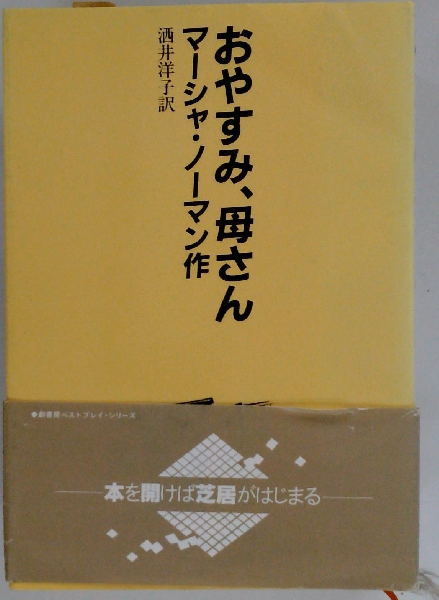 おやすみ、母さん
マーシャ・ノーマン作
酒井洋子訳
●劇書房ベストプレイ・シリーズ
本を開けば芝居がはじまる